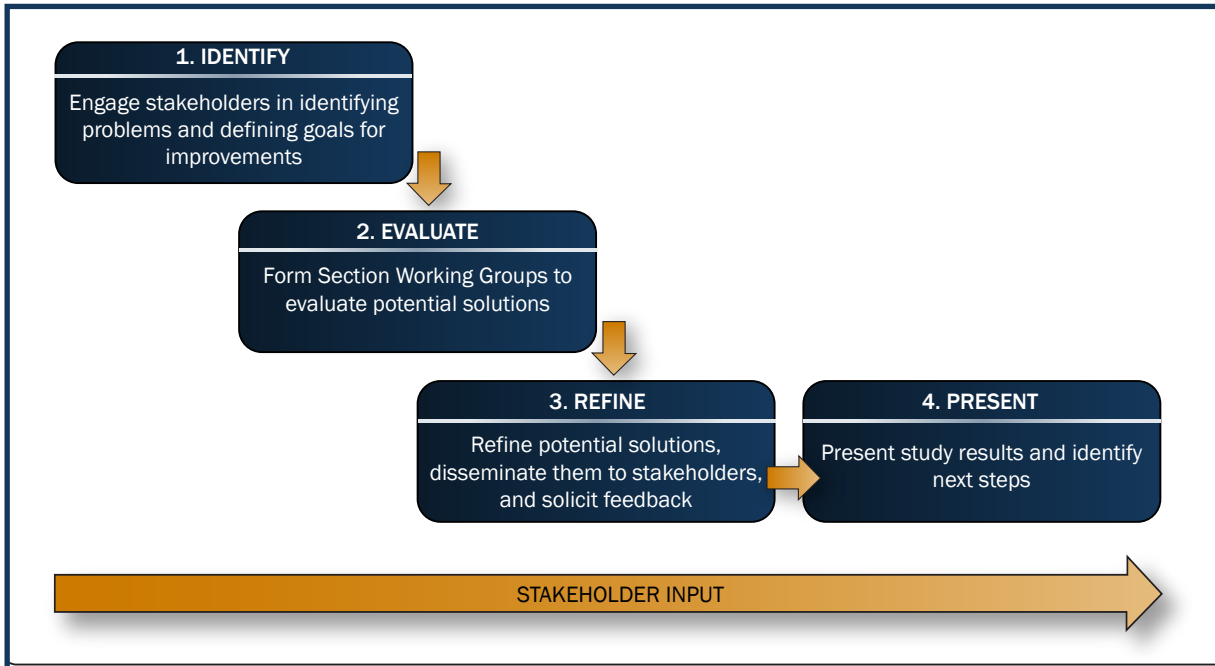 1. IDENTIFY
Engage stakeholders in identifying
problems and defining goals for
improvements
2. EVALUATE
Form Section Working Groups to
evaluate potential solutions
3. REFINE
Refine potential solutions,
disseminate them to stakeholders,
and solicit feedback
4. PRESENT
Present study results and identify
next steps
STAKEHOLDER INPUT